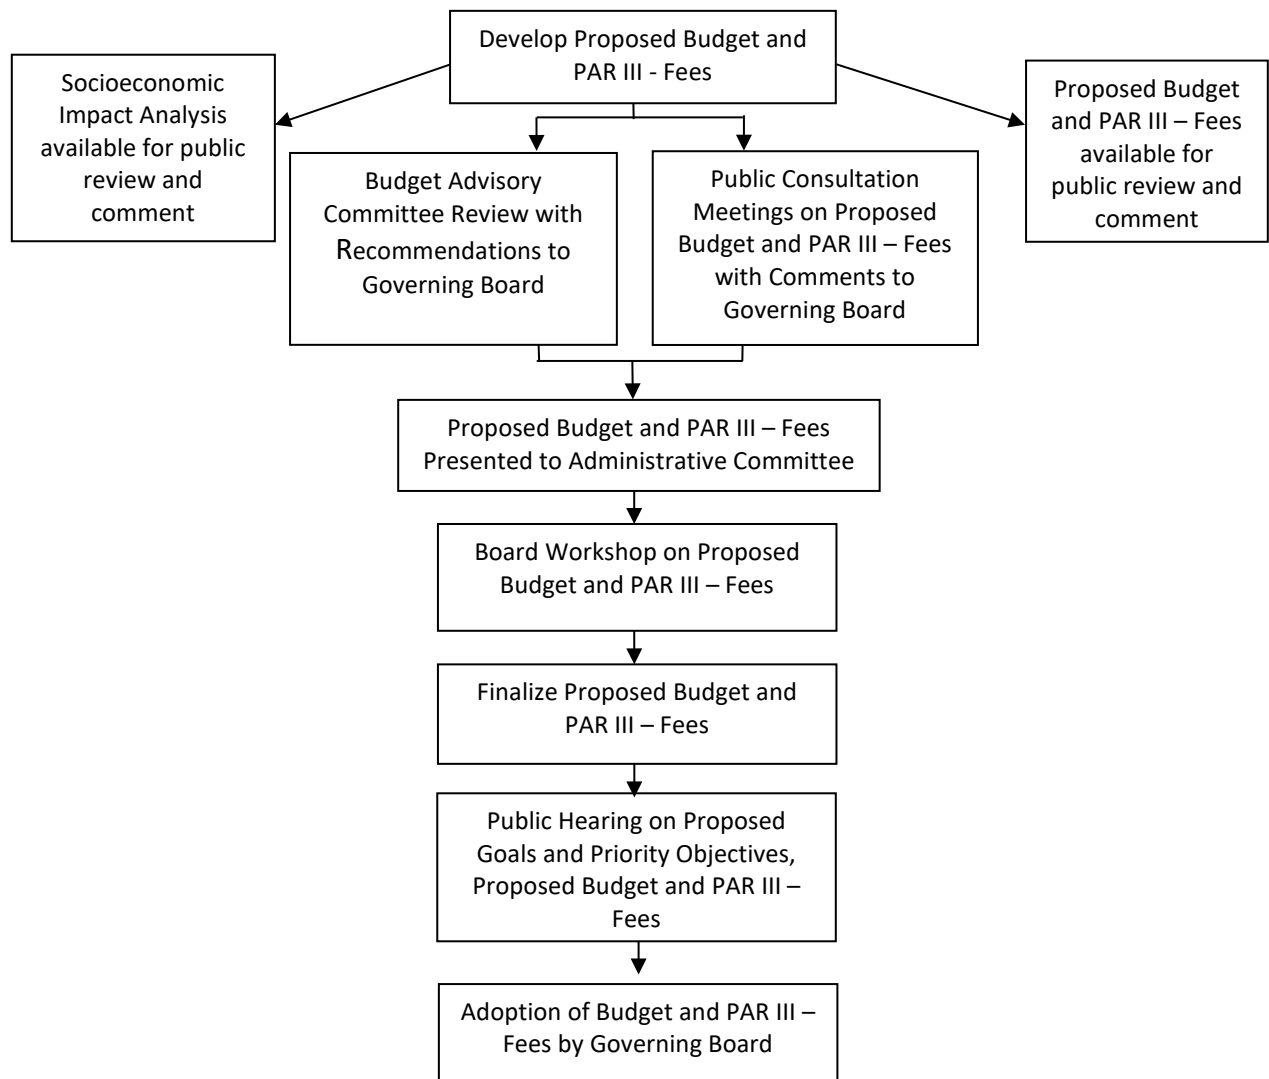 Develop Proposed Budget and
PAR III - Fees
Socioeconomic
Impact Analysis
available for public
review and
comment
Budget Advisory
Committee Review with
Recommendations to
Governing Board
Public Consultation
Meetings on Proposed
Budget and PAR III – Fees
with Comments to
Governing Board
Proposed Budget
and PAR III – Fees
available for
public review and
comment
Proposed Budget and PAR III – Fees
Presented to Administrative Committee
Board Workshop on Proposed
Budget and PAR III – Fees
Finalize Proposed Budget and
PAR III – Fees
Public Hearing on Proposed
Goals and Priority Objectives,
Proposed Budget and PAR III –
Fees
Adoption of Budget and PAR III –
Fees by Governing Board